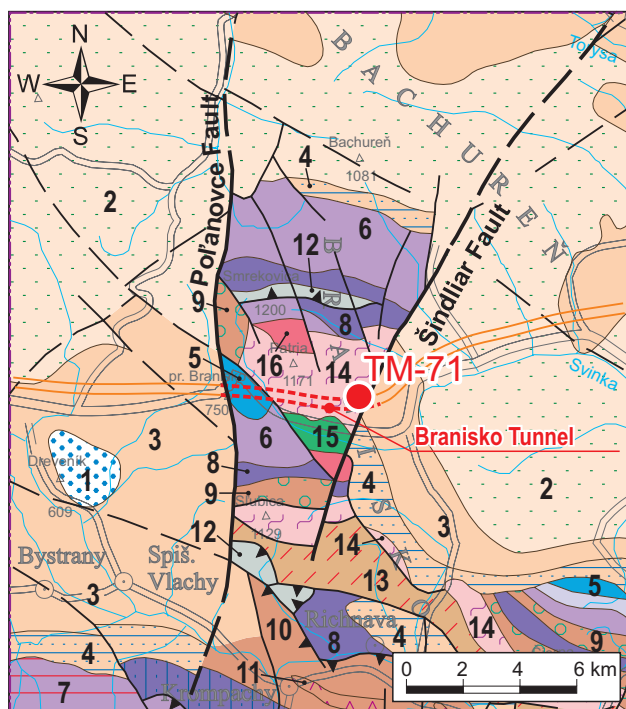 N
W
E
S
BACHUREŇ
Torysa
Poľanovce Fault
Šindliar Fault
Bachureň
1081
4
2
6
12
Smrekovica
1200
9
8
BRANISKO
16
Patria
1171
14
TM-71
5
pr. Bran
750
Svinka
Branisko Tunnel
3
6
15
1
Dreveník
609
8
9
4
2
3
Sľubica
1129
12
14
13
Bystrany
Spiš.
Vlachy
3
5
14
9
Richnava
10
8
4
4
11
7
Krompachy
0 2 4 6 km